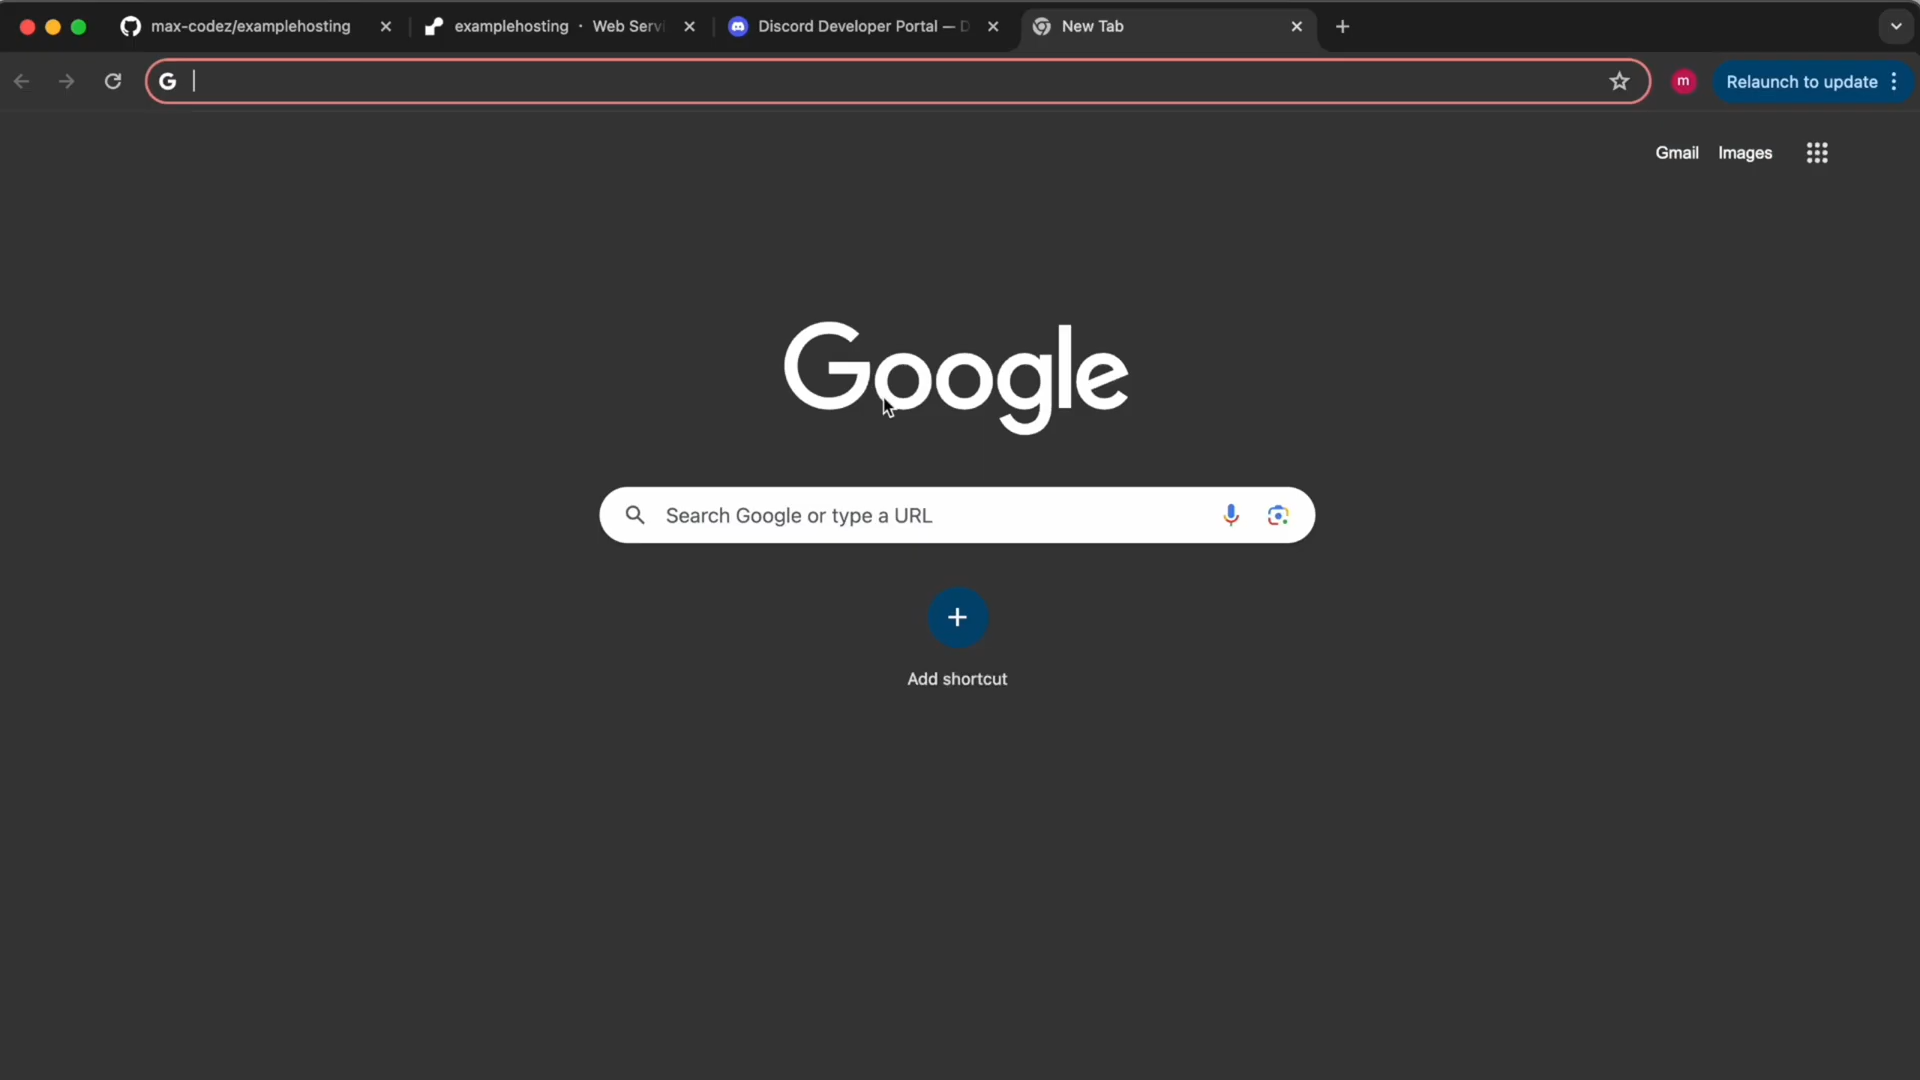 max-codez/examplehosting
examplehosting · Web Serv
Discord Developer Portal — D
New Tab
G
m
Relaunch to update
Gmail
Images
Google
Search Google or type a URL
Add shortcut